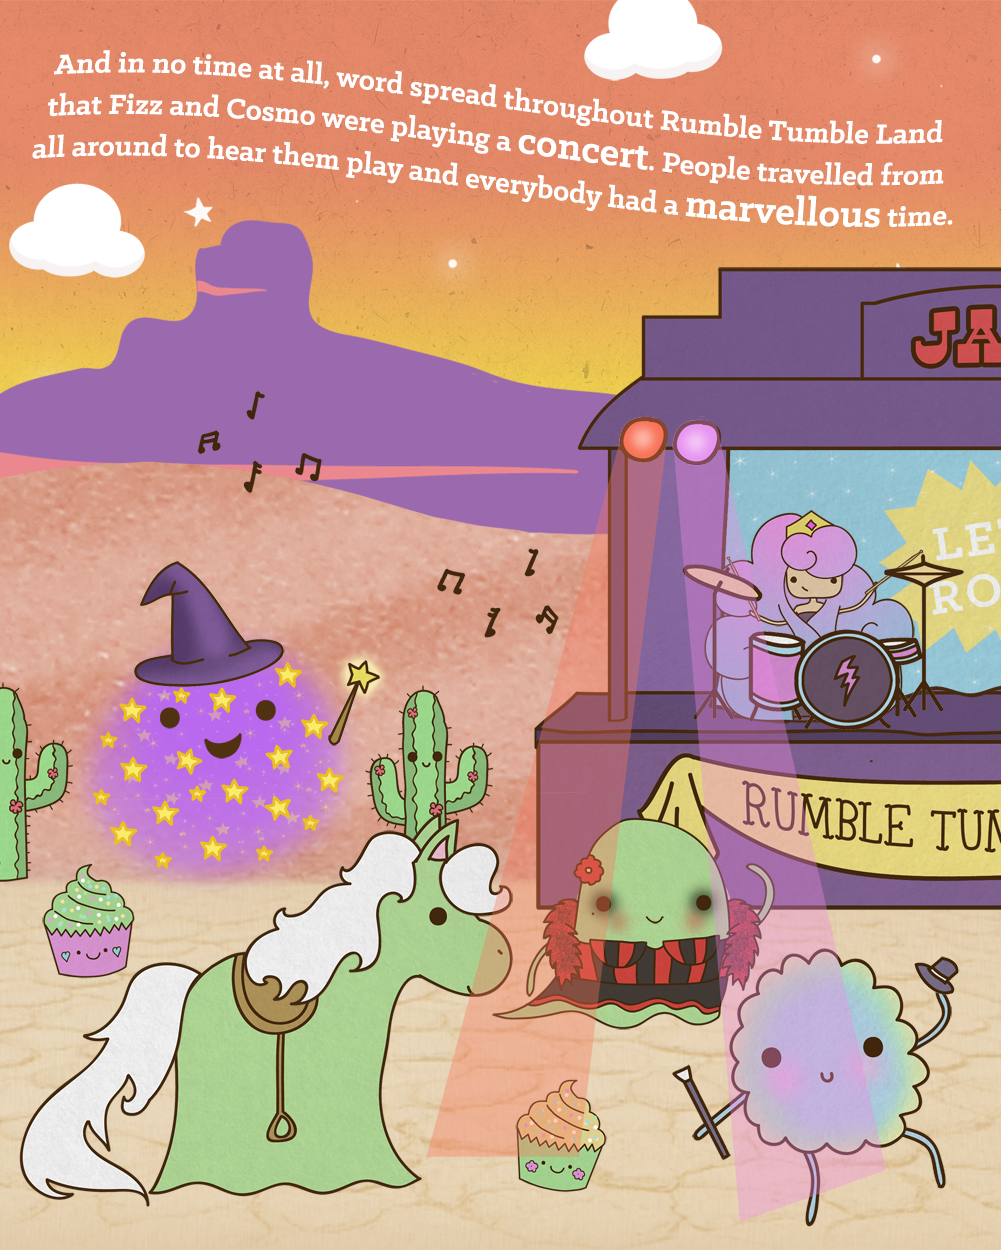 And in no time at all, word spread throughout Rumble Tumble Land
that Fizz and Cosmo were playing a concert. People travelled from
all around to hear them play and everybody had a marvellous time.
JA
LE
RO
RUMBLE TUM